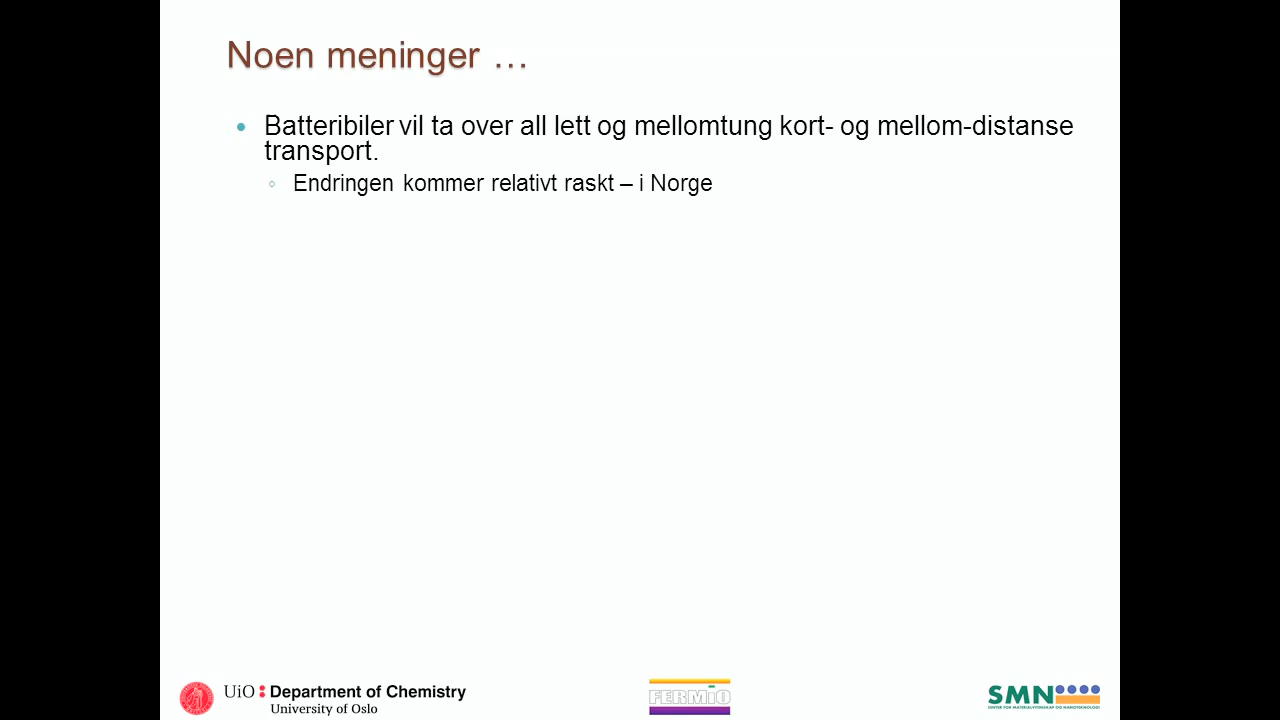 Noen meninger …
Batteribiler vil ta over all lett og mellomtung kort- og mellom-distanse
transport.
Endringen kommer relativt raskt – i Norge
UiO Department of Chemistry
University of Oslo
FERMiO
SMN
SENTER FOR MATERIALVITENSKAP OG NANOTEKNOLOGI